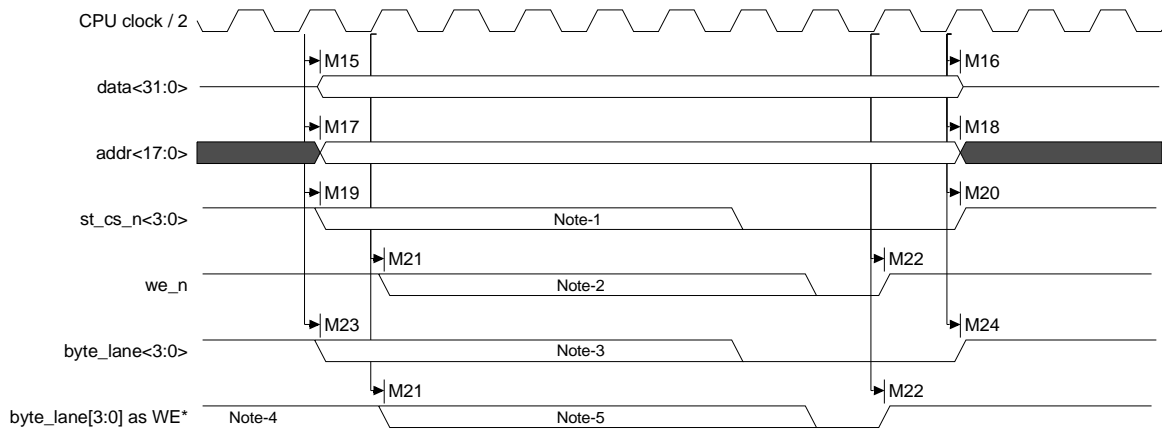 CPU clock / 2
M15 M16
data<31:0>
M17 M18
addr<17:0>
M19 M20
st_cs_n<3:0> Note-1
M21 M22
we_n Note-2
M23 M24
byte_lane<3:0> Note-3
M21 M22
byte_lane[3:0] as WE* Note-4 Note-5